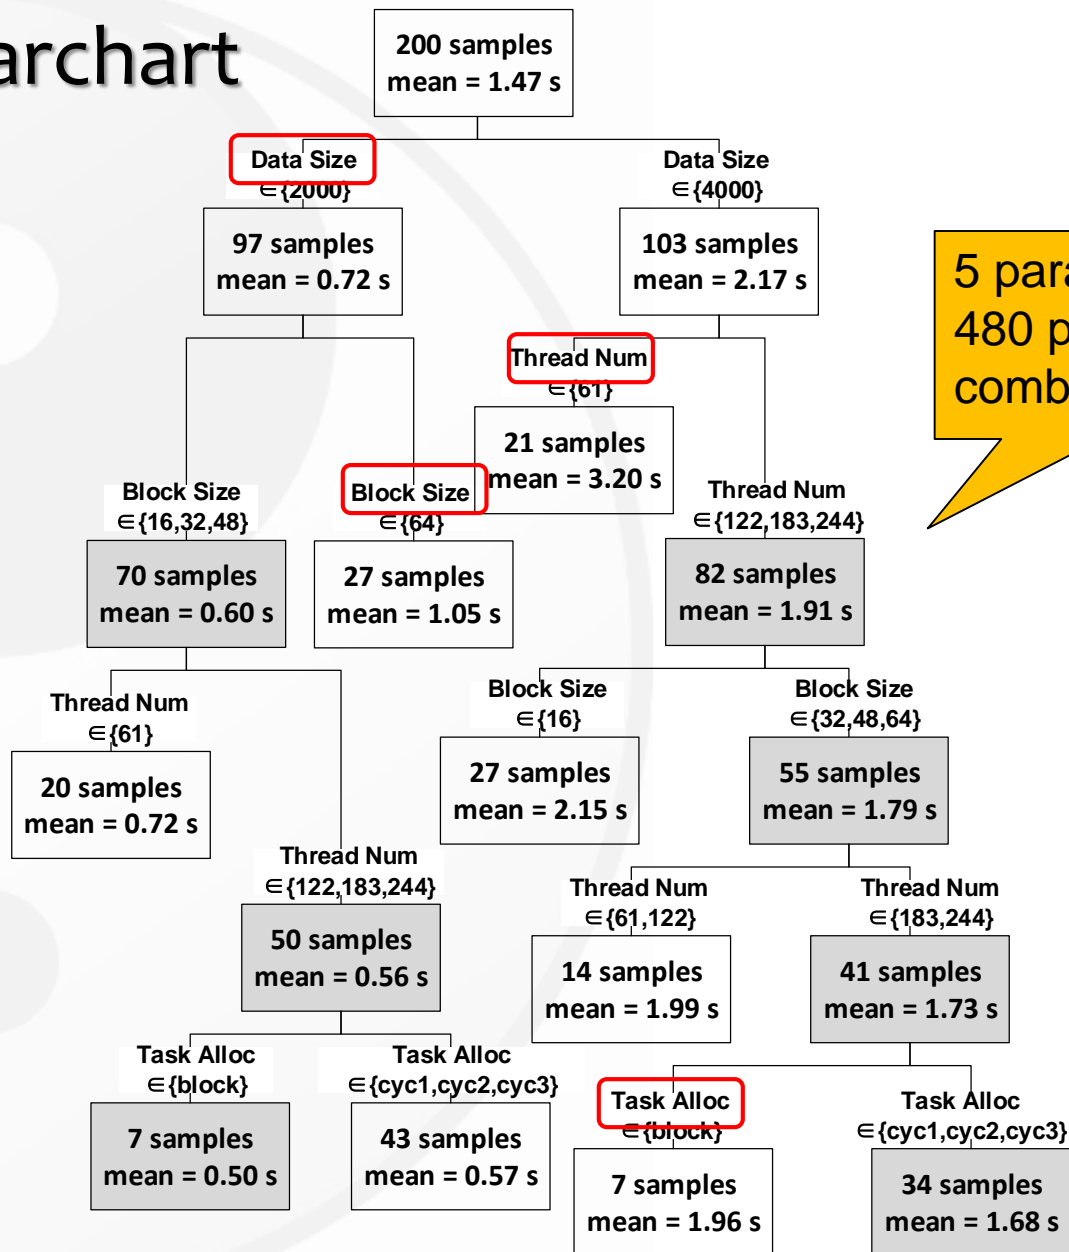 archart
200 samples
mean = 1.47 s
Data Size
∈{2000}
97 samples
mean = 0.72 s
Data Size
∈{4000}
103 samples
mean = 2.17 s
5 para
480 p
comb
Thread Num
∈{61}
21 samples
mean = 3.20 s
Block Size
∈{16,32,48}
70 samples
mean = 0.60 s
Block Size
∈{64}
27 samples
mean = 1.05 s
Thread Num
∈{122,183,244}
82 samples
mean = 1.91 s
Thread Num
∈{61}
20 samples
mean = 0.72 s
Block Size
∈{16}
27 samples
mean = 2.15 s
Block Size
∈{32,48,64}
55 samples
mean = 1.79 s
Thread Num
∈{122,183,244}
50 samples
mean = 0.56 s
Thread Num
∈{61,122}
14 samples
mean = 1.99 s
Thread Num
∈{183,244}
41 samples
mean = 1.73 s
Task Alloc
∈{block}
7 samples
mean = 0.50 s
Task Alloc
∈{cyc1,cyc2,cyc3}
43 samples
mean = 0.57 s
Task Alloc
∈{block}
7 samples
mean = 1.96 s
Task Alloc
∈{cyc1,cyc2,cyc3}
34 samples
mean = 1.68 s